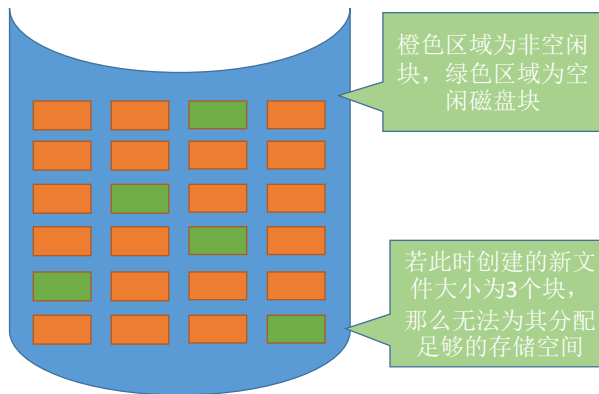 橙色区域为非空闲
块，绿色区域为空
闲磁盘块
若此时创建的新文
件大小为3个块，
那么无法为其分配
足够的存储空间